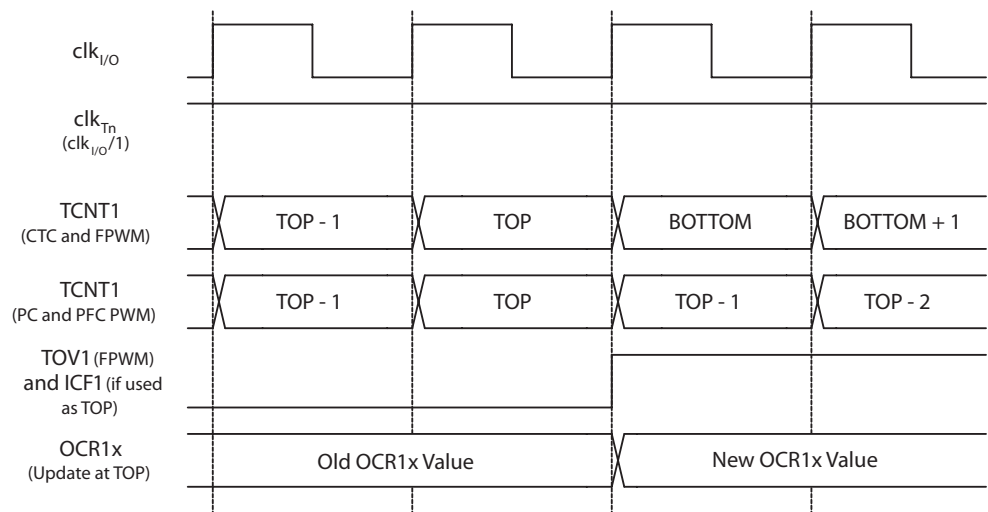 clkI/O
clkTn
(clkI/O/1)
TCNT1
(CTC and FPWM)
TOP - 1
TOP
BOTTOM
BOTTOM + 1
TCNT1
(PC and PFC PWM)
TOP - 1
TOP
TOP - 1
TOP - 2
TOV1 (FPWM)
and ICF1 (if used
as TOP)
OCR1x
(Update at TOP)
Old OCR1x Value
New OCR1x Value